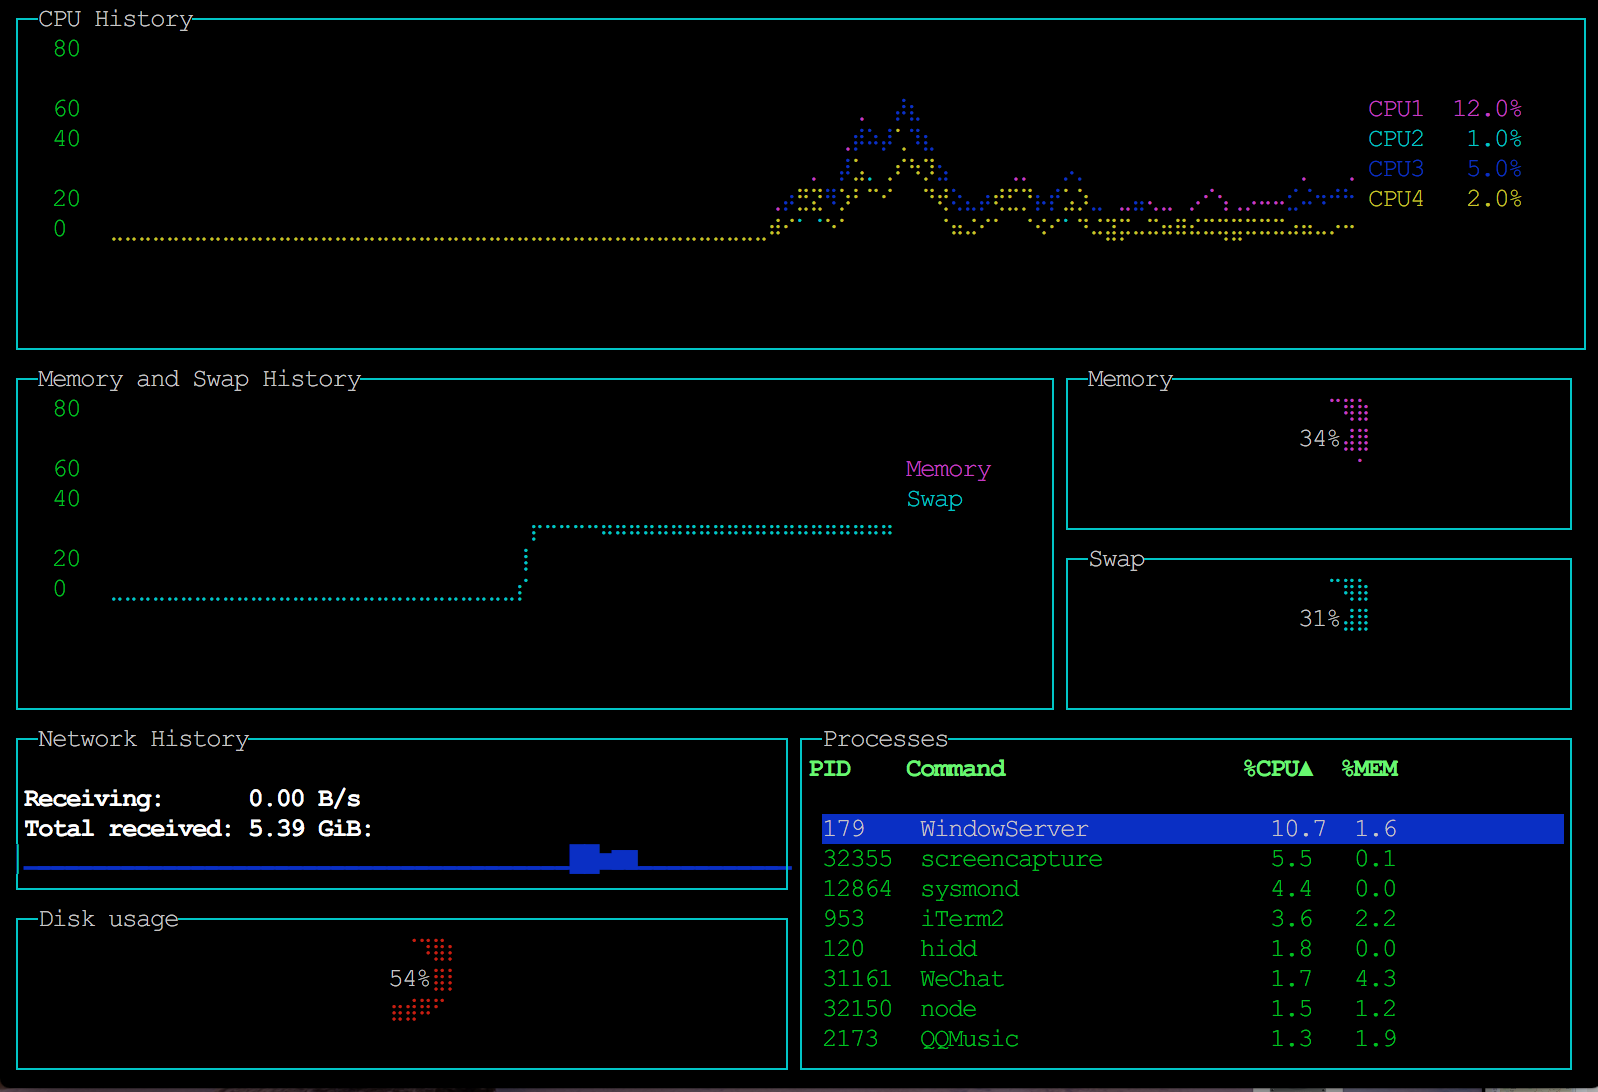 CPU History
80
60
40
20
0
CPU1 12.0%
CPU2 1.0%
CPU3 5.0%
CPU4 2.0%
Memory and Swap History
80
60
40
20
0
Memory
Swap
Memory
34%
Swap
31%
Network History
Receiving: 0.00 B/s
Total received: 5.39 GiB:
Disk usage
54%
Processes
PID Command %CPU▲ %MEM
179 WindowServer 10.7 1.6
32355 screencapture 5.5 0.1
12864 sysmond 4.4 0.0
953 iTerm2 3.6 2.2
120 hidd 1.8 0.0
31161 WeChat 1.7 4.3
32150 node 1.5 1.2
2173 QQMusic 1.3 1.9